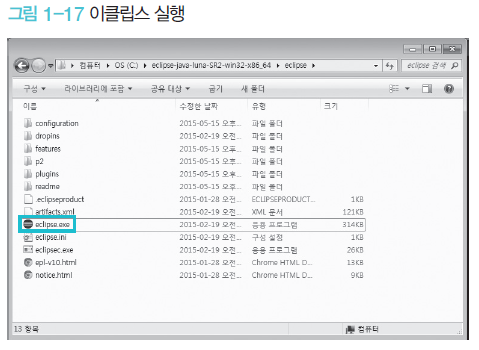 그림 1-17 이클립스 실행
컴퓨터 ▸ OS (C:) ▸ eclipse-java-luna-SR2-win32-x86_64 ▸ eclipse ▸ eclipse 검색
구성 라이브러리에 포함 공유 대상 굽기 새 폴더
이름 수정한 날짜 유형 크기
configuration 2015-05-15 오후... 파일 폴더
dropins 2015-02-19 오전... 파일 폴더
features 2015-05-15 오후... 파일 폴더
p2 2015-05-15 오후... 파일 폴더
plugins 2015-05-15 오후... 파일 폴더
readme 2015-05-15 오후... 파일 폴더
.eclipseproduct 2015-01-28 오전... ECLIPSEPRODUCT... 1KB
artifacts.xml 2015-02-19 오전... XML 문서 121KB
eclipse.exe 2015-02-19 오전... 응용 프로그램 314KB
eclipse.ini 2015-02-19 오전... 구성 설정 1KB
eclipsec.exe 2015-02-19 오전... 응용 프로그램 26KB
epl-v10.html 2015-01-28 오전... Chrome HTML D... 13KB
notice.html 2015-01-28 오전... Chrome HTML D... 9KB
13 항목 컴퓨터